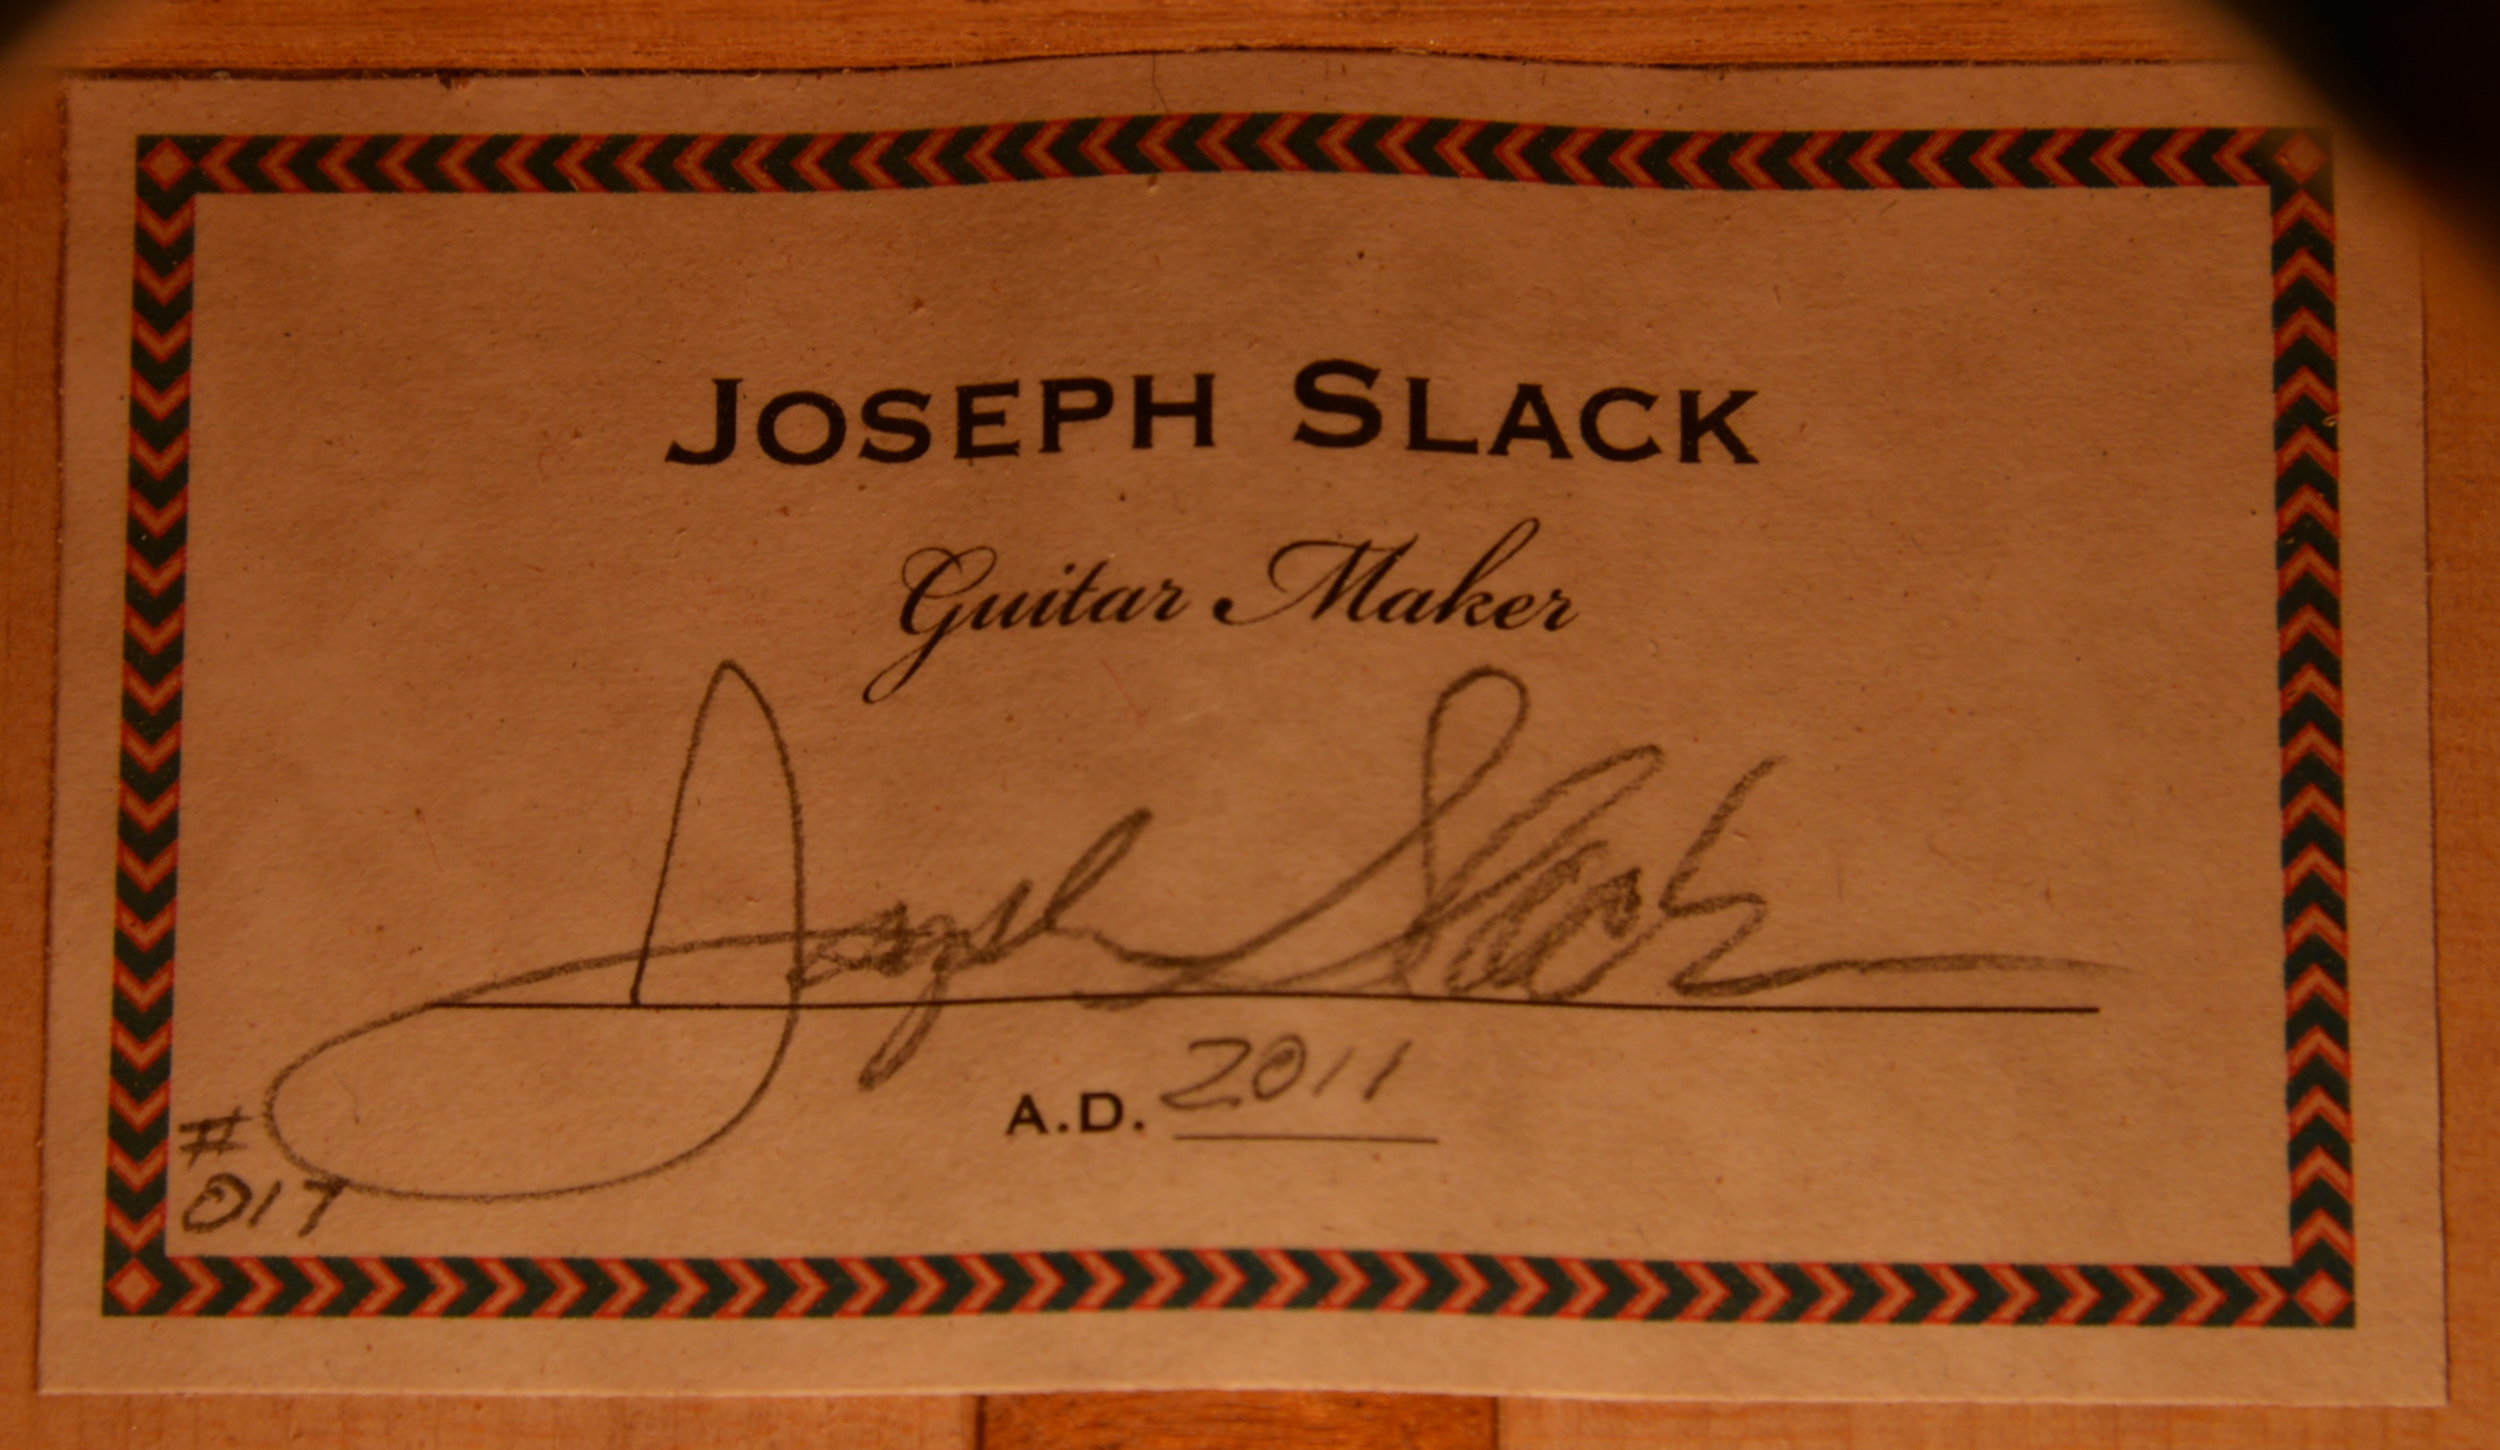 JOSEPH SLACK
Guitar Maker
Joseph Slack
A.D. 2011
#
017